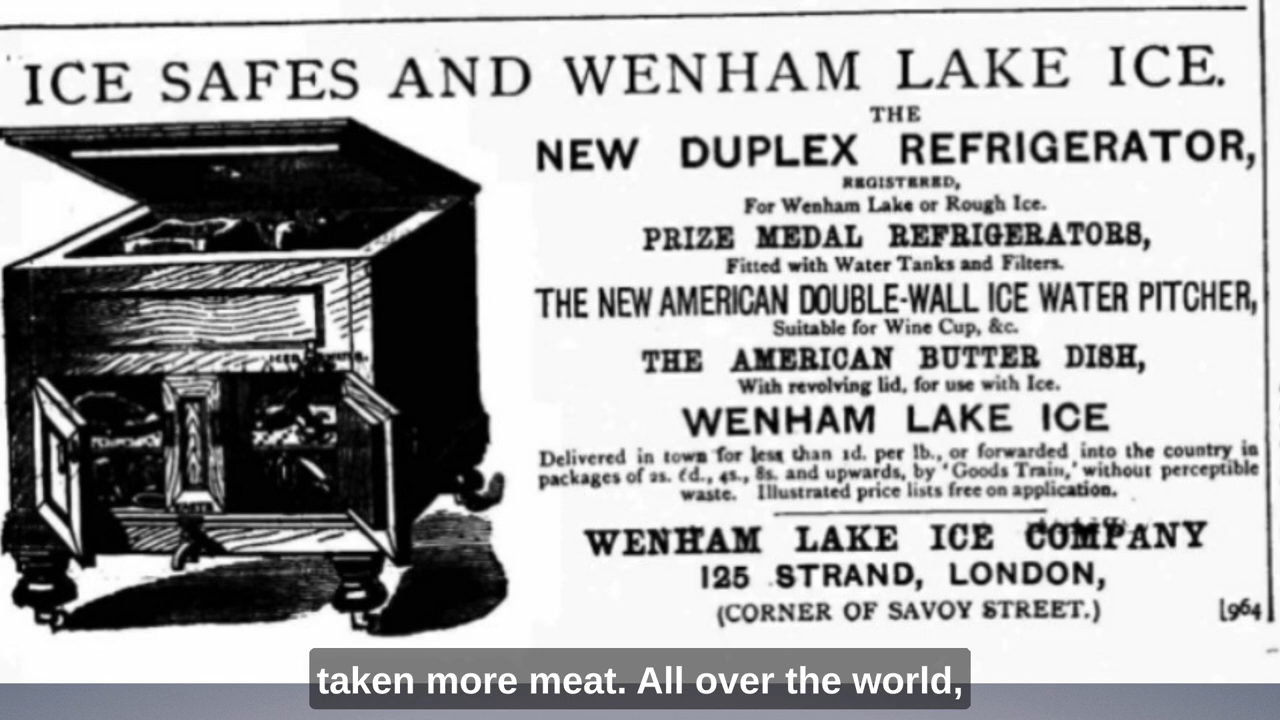 ICE SAFES AND WENHAM LAKE ICE.
THE
NEW DUPLEX REFRIGERATOR,
REGISTERED,
For Wenham Lake or Rough Ice.
PRIZE MEDAL REFRIGERATORS,
Fitted with Water Tanks and Filters.
THE NEW AMERICAN DOUBLE-WALL ICE WATER PITCHER,
Suitable for Wine Cup, &c.
THE AMERICAN BUTTER DISH,
With revolving lid, for use with Ice.
WENHAM LAKE ICE
Delivered in town for less than 1d. per lb., or forwarded into the country in
packages of 2s. 6d., 4s., 8s. and upwards, by 'Goods Train,' without perceptible
waste. Illustrated price lists free on application.
WENHAM LAKE ICE COMPANY
125 STRAND, LONDON,
(CORNER OF SAVOY STREET.)
[964
taken more meat. All over the world,